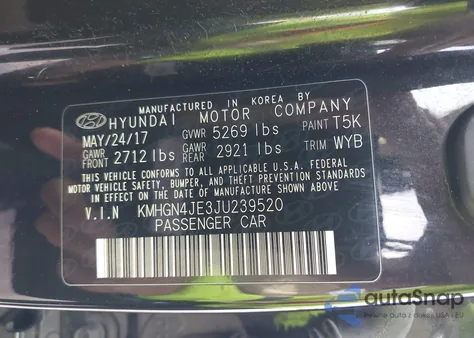 MANUFACTURED IN KOREA BY
HYUNDAI MOTOR COMPANY
MAY/24/17 GVWR 5269 lbs PAINT T5K
GAWR FRONT 2712 lbs GAWR REAR 2921 lbs TRIM WYB
THIS VEHICLE CONFORMS TO ALL APPLICABLE U.S.A. FEDERAL
MOTOR VEHICLE SAFETY, BUMPER, AND THEFT PREVENTION STANDARDS
IN EFFECT ON THE DATE OF MANUFACTURE SHOWN ABOVE.
V.I.N KMHGN4JE3JU239520
PASSENGER CAR
autoSnap